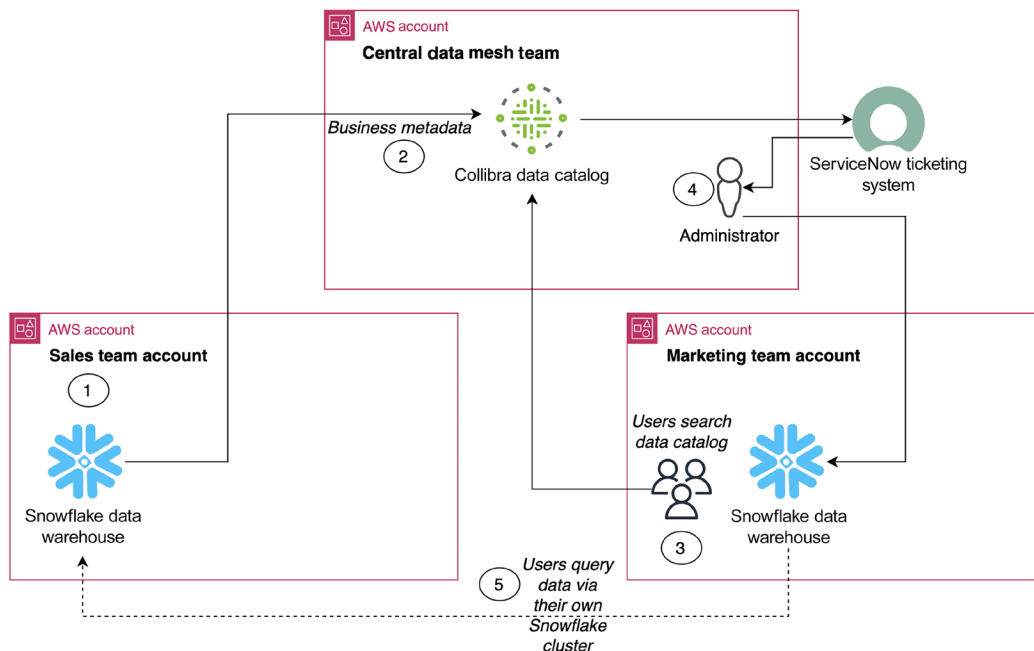 AWS account
Central data mesh team
Business metadata
2
Collibra data catalog
ServiceNow ticketing
system
4
Administrator
AWS account
Sales team account
1
Snowflake data
warehouse
AWS account
Marketing team account
Users search
data catalog
3
Snowflake data
warehouse
5
Users query
data via
their own
Snowflake
cluster